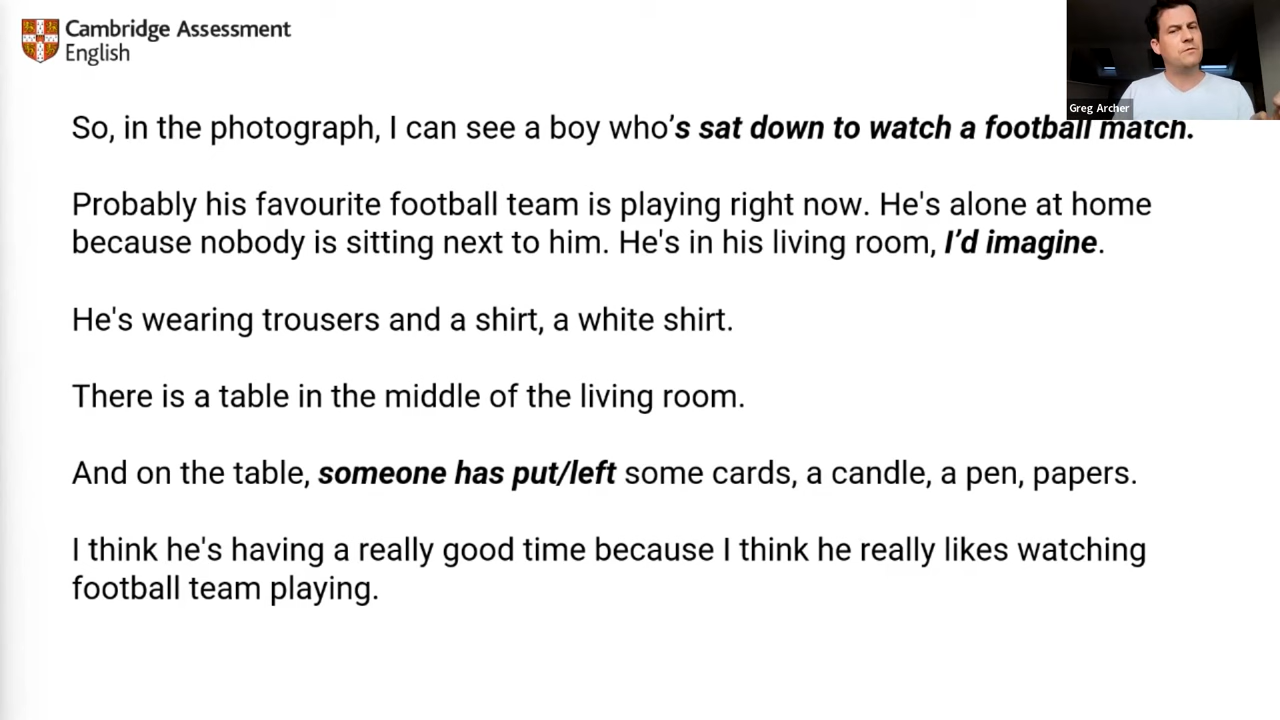 Cambridge Assessment
English
Greg Archer
So, in the photograph, I can see a boy who’s sat down to watch a football match.
Probably his favourite football team is playing right now. He's alone at home
because nobody is sitting next to him. He's in his living room, I’d imagine.
He's wearing trousers and a shirt, a white shirt.
There is a table in the middle of the living room.
And on the table, someone has put/left some cards, a candle, a pen, papers.
I think he's having a really good time because I think he really likes watching
football team playing.